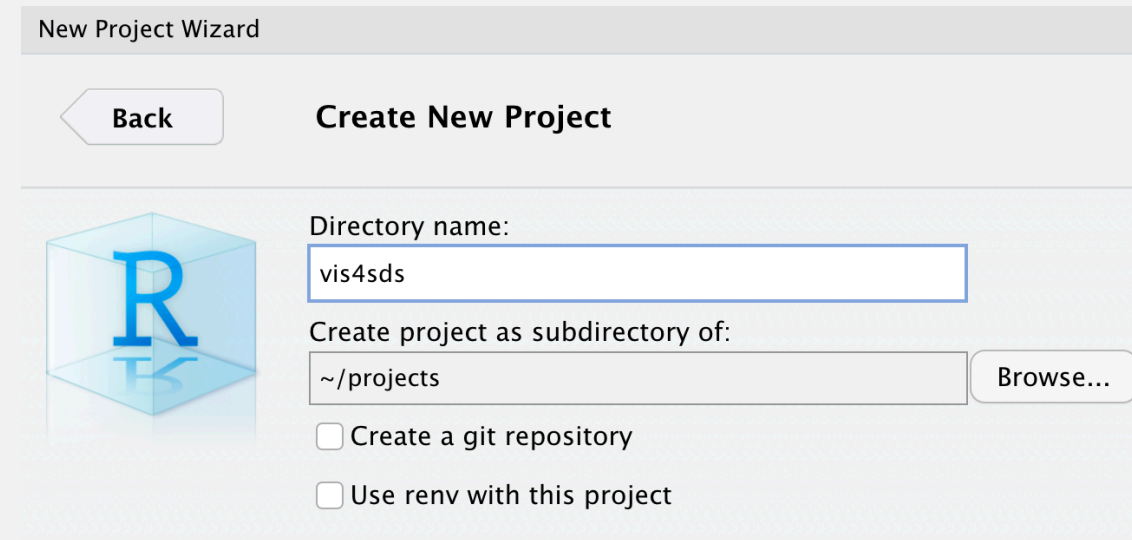 New Project Wizard
Back
Create New Project
R
Directory name:
vis4sds
Create project as subdirectory of:
~/projects
Browse...
Create a git repository
Use renv with this project